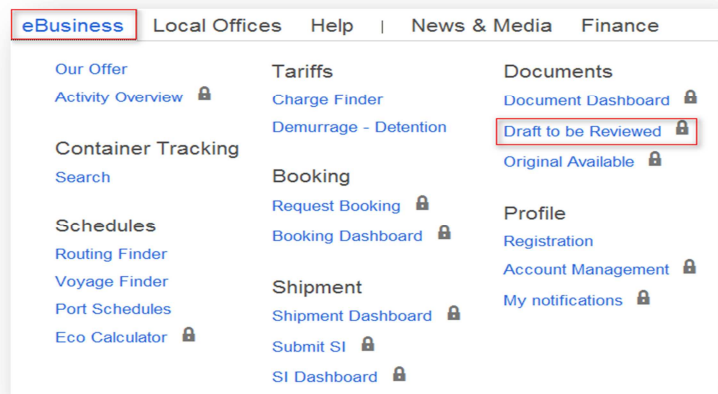 eBusiness Local Offices Help | News & Media Finance
Our Offer
Activity Overview
Container Tracking
Search
Schedules
Routing Finder
Voyage Finder
Port Schedules
Eco Calculator
Tariffs
Charge Finder
Demurrage - Detention
Booking
Request Booking
Booking Dashboard
Shipment
Shipment Dashboard
Submit SI
SI Dashboard
Documents
Document Dashboard
Draft to be Reviewed
Original Available
Profile
Registration
Account Management
My notifications